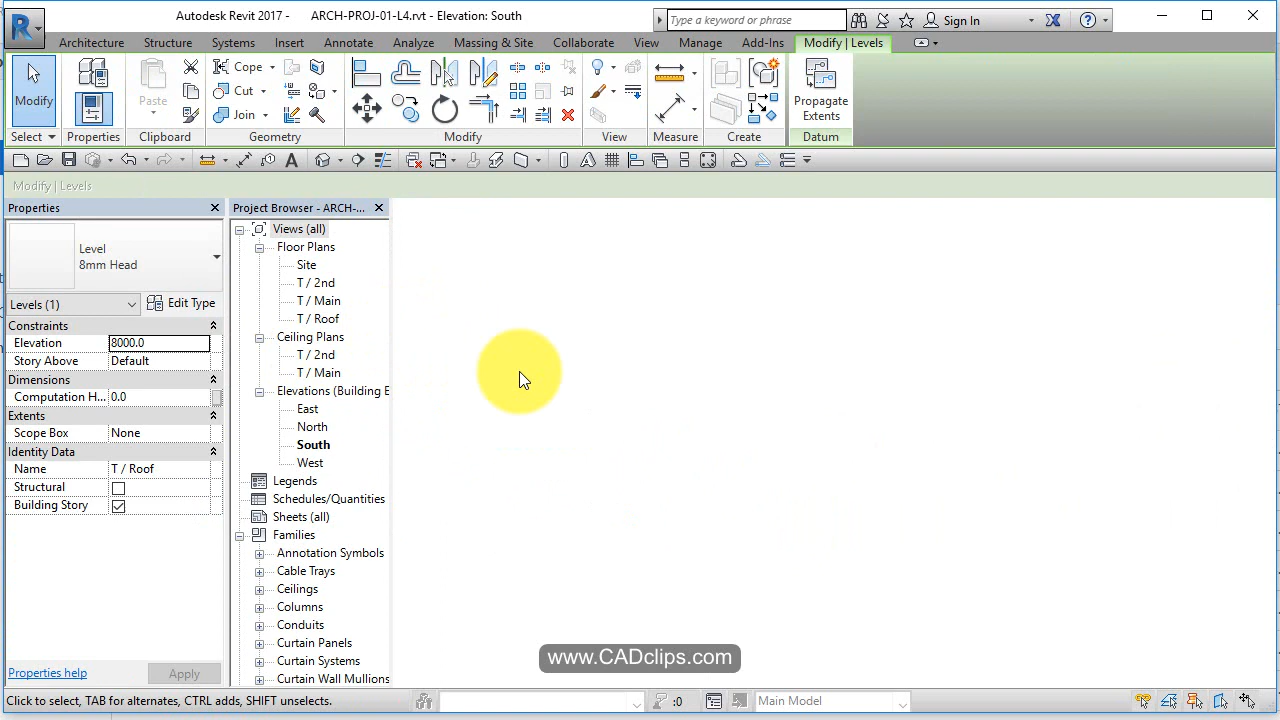 Autodesk Revit 2017 - ARCH-PROJ-01-L4.rvt - Elevation: South
Type a keyword or phrase
Sign In
Architecture Structure Systems Insert Annotate Analyze Massing & Site Collaborate View Manage Add-Ins Modify | Levels
Modify Paste Cope Cut Join Propagate Extents
Select Properties Clipboard Geometry Modify View Measure Create Datum
Modify | Levels
Properties
Level
8mm Head
Levels (1) Edit Type
Constraints
Elevation 8000.0
Story Above Default
Dimensions
Computation H... 0.0
Extents
Scope Box None
Identity Data
Name T / Roof
Structural
Building Story
Properties help Apply
Project Browser - ARCH-...
Views (all)
Floor Plans
Site
T / 2nd
T / Main
T / Roof
Ceiling Plans
T / 2nd
T / Main
Elevations (Building E
East
North
South
West
Legends
Schedules/Quantities
Sheets (all)
Families
Annotation Symbols
Cable Trays
Ceilings
Columns
Conduits
Curtain Panels
Curtain Systems
Curtain Wall Mullions
www.CADclips.com
Click to select, TAB for alternates, CTRL adds, SHIFT unselects.
:0
Main Model